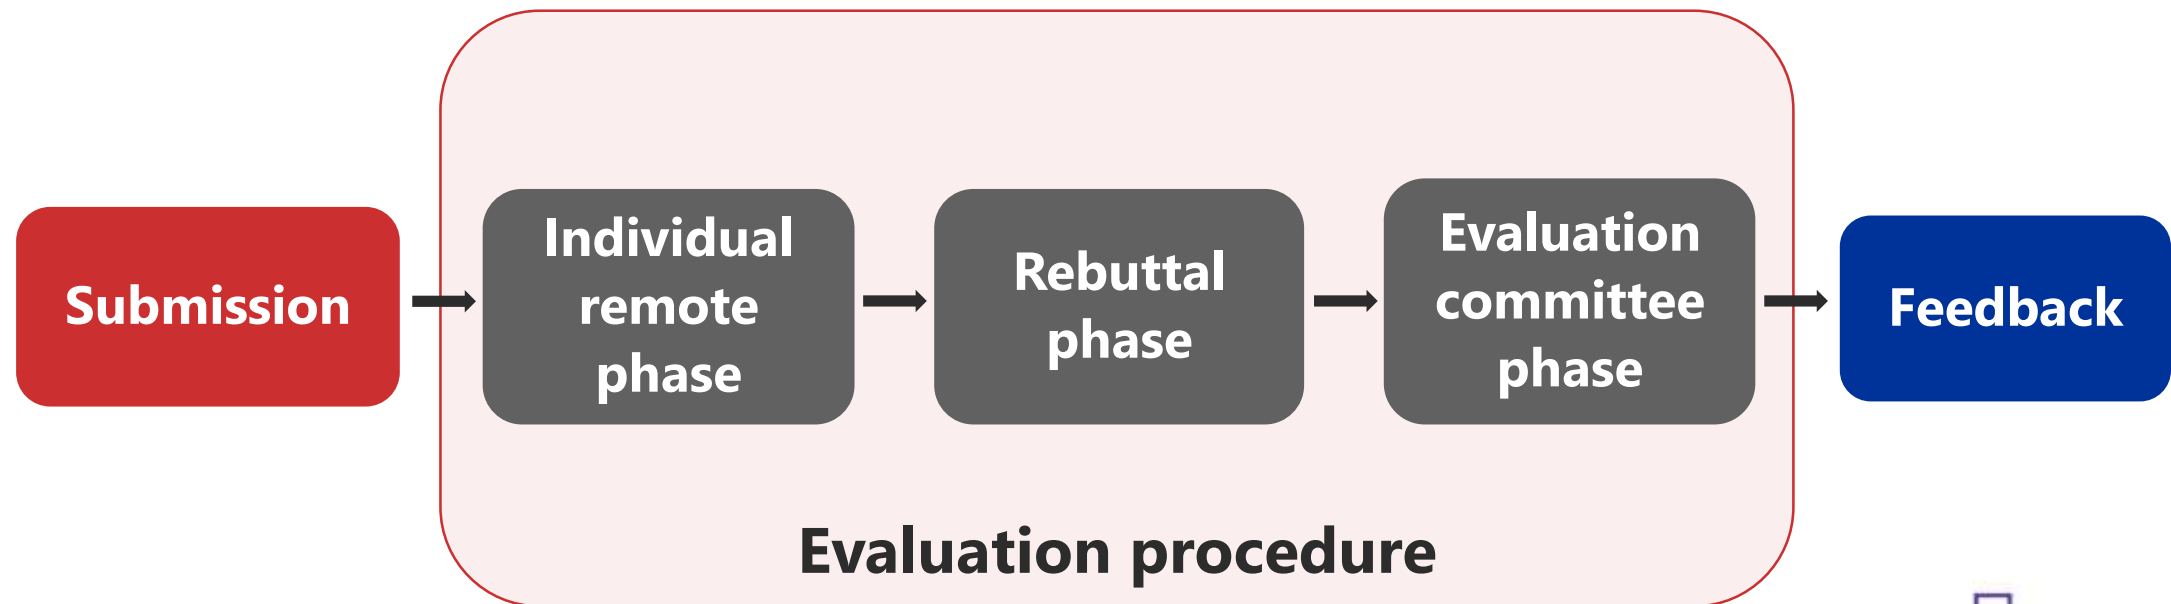 Submission
Individual
remote
phase
Rebuttal
phase
Evaluation
committee
phase
Feedback
Evaluation procedure